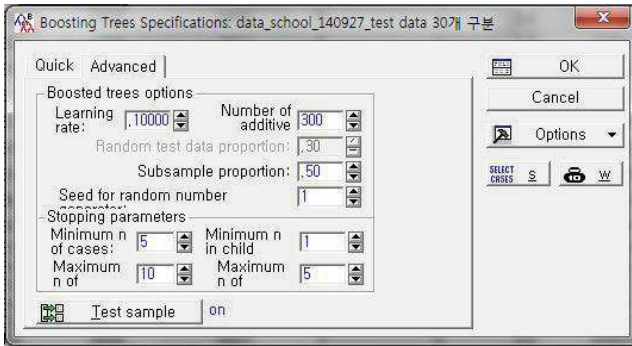 Boosting Trees Specifications: data_school_140927_test data 30개 구분
Quick
Advanced
Boosted trees options
Learning rate: ,10000
Number of additive 300
Random test data proportion: ,30
Subsample proportion: ,50
Seed for random number 1
Stopping parameters
Minimum n of cases: 5
Minimum n in child 1
Maximum n of 10
Maximum n of 5
Test sample
on
OK
Cancel
Options
SELECT CASES
S
W